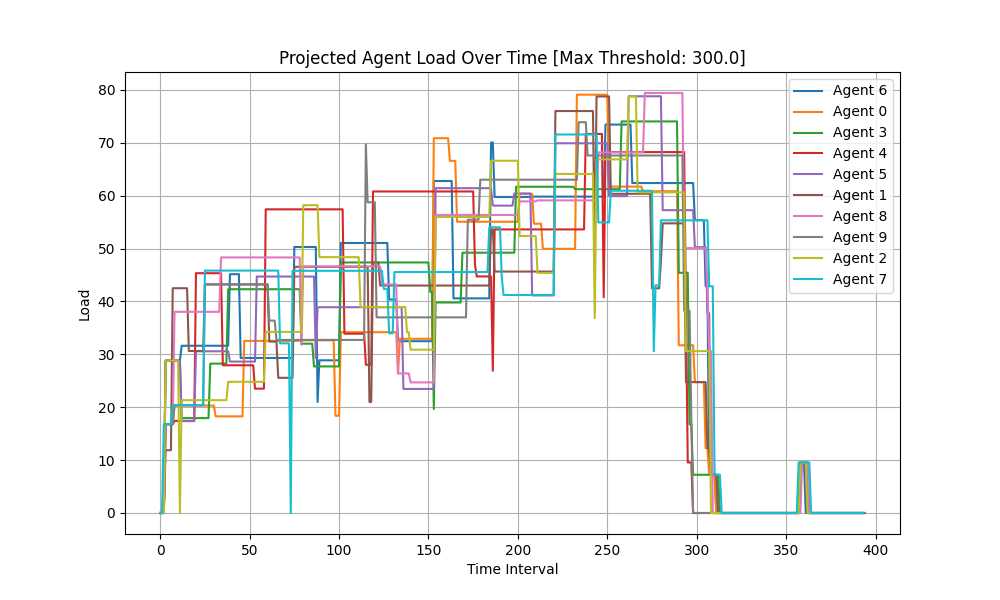 Projected Agent Load Over Time [Max Threshold: 300.0]
Load
80
70
60
50
40
30
20
10
0
Agent 6
Agent 0
Agent 3
Agent 4
Agent 5
Agent 1
Agent 8
Agent 9
Agent 2
Agent 7
0 50 100 150 200 250 300 350 400
Time Interval